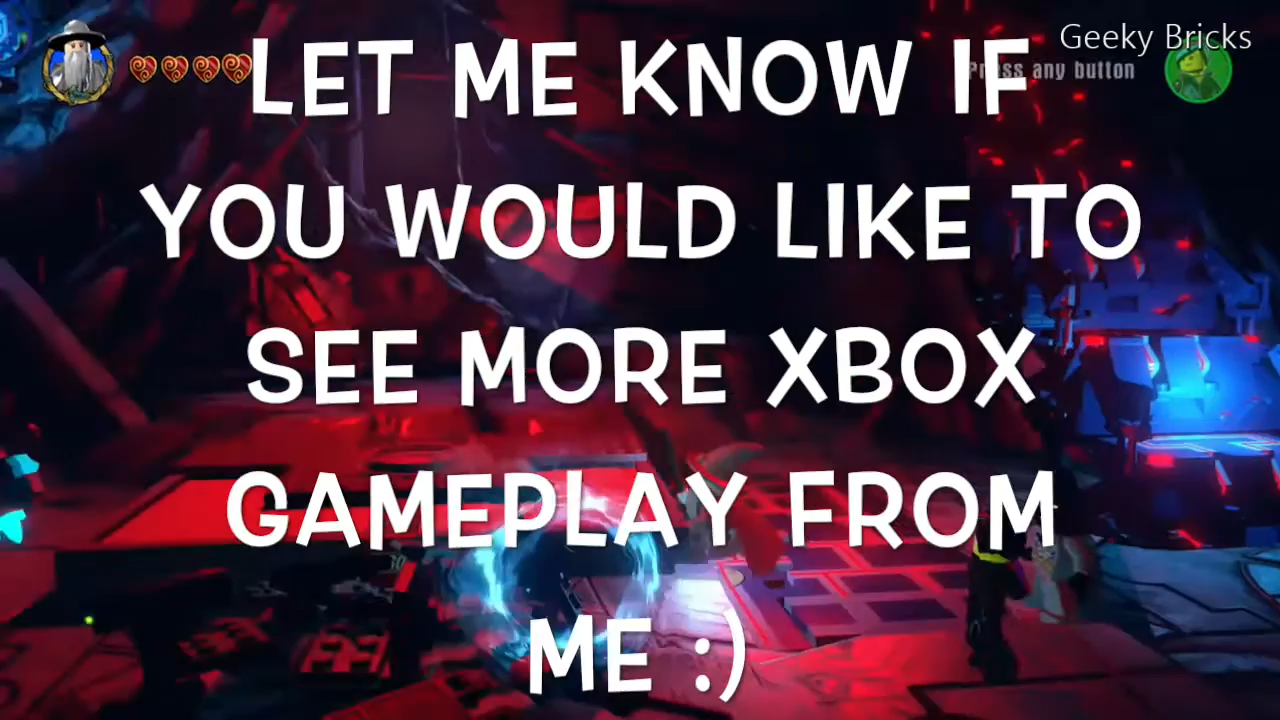 Geeky Bricks
Press any button
LET ME KNOW IF
YOU WOULD LIKE TO
SEE MORE XBOX
GAMEPLAY FROM
ME :)